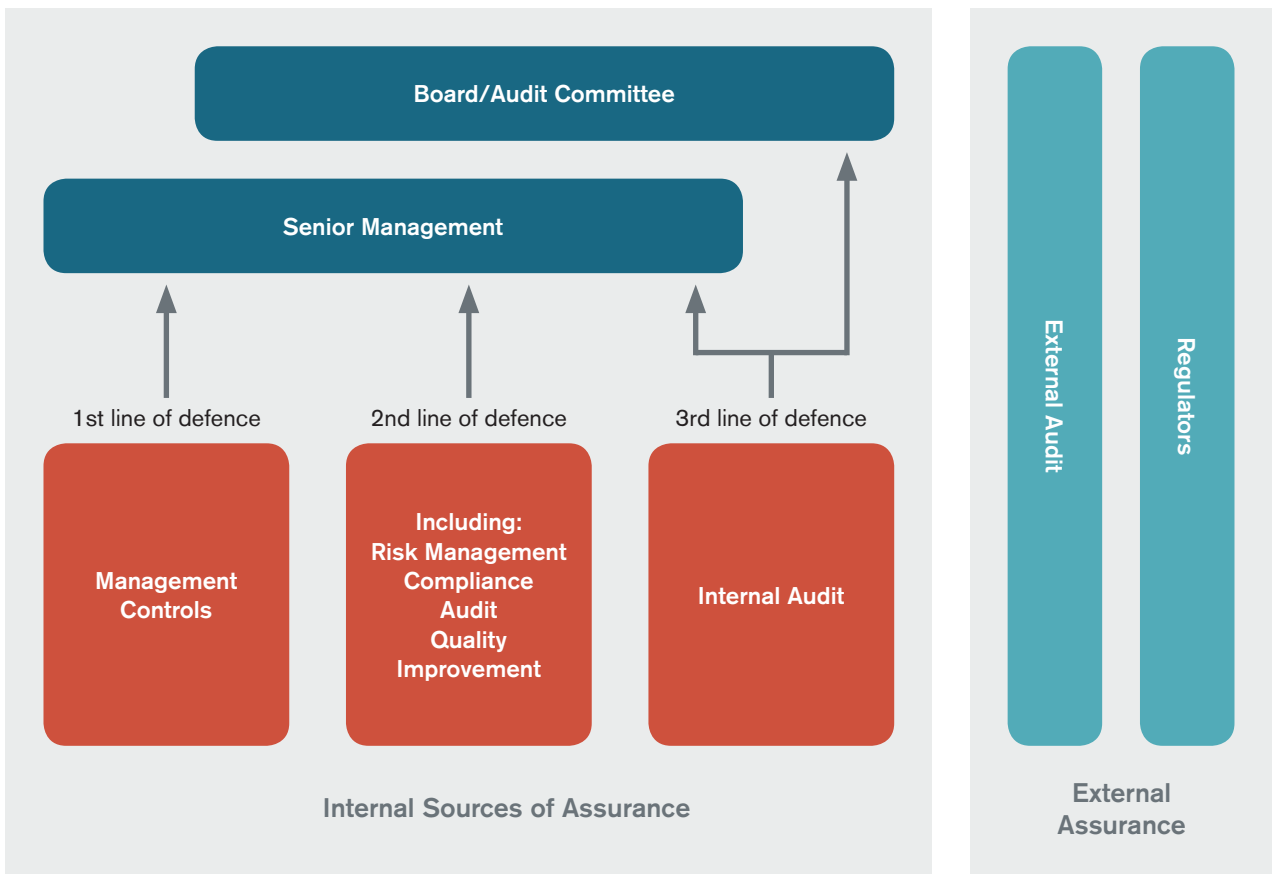 Board/Audit Committee
Senior Management
1st line of defence
2nd line of defence
3rd line of defence
Management
Controls
Including:
Risk Management
Compliance
Audit
Quality
Improvement
Internal Audit
Internal Sources of Assurance
External Audit
Regulators
External
Assurance